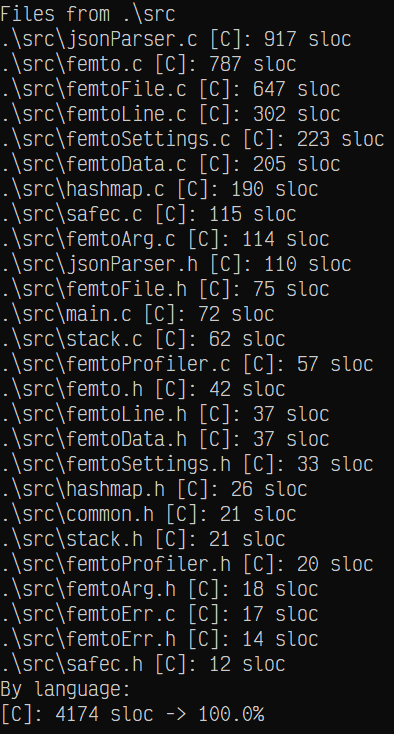 Files from .\src
.\src\jsonParser.c [C]: 917 sloc
.\src\femto.c [C]: 787 sloc
.\src\femtoFile.c [C]: 647 sloc
.\src\femtoLine.c [C]: 302 sloc
.\src\femtoSettings.c [C]: 223 sloc
.\src\femtoData.c [C]: 205 sloc
.\src\hashmap.c [C]: 190 sloc
.\src\safec.c [C]: 115 sloc
.\src\femtoArg.c [C]: 114 sloc
.\src\jsonParser.h [C]: 110 sloc
.\src\femtoFile.h [C]: 75 sloc
.\src\main.c [C]: 72 sloc
.\src\stack.c [C]: 62 sloc
.\src\femtoProfiler.c [C]: 57 sloc
.\src\femto.h [C]: 42 sloc
.\src\femtoLine.h [C]: 37 sloc
.\src\femtoData.h [C]: 37 sloc
.\src\femtoSettings.h [C]: 33 sloc
.\src\hashmap.h [C]: 26 sloc
.\src\common.h [C]: 21 sloc
.\src\stack.h [C]: 21 sloc
.\src\femtoProfiler.h [C]: 20 sloc
.\src\femtoArg.h [C]: 18 sloc
.\src\femtoErr.c [C]: 17 sloc
.\src\femtoErr.h [C]: 14 sloc
.\src\safec.h [C]: 12 sloc
By language:
[C]: 4174 sloc -> 100.0%